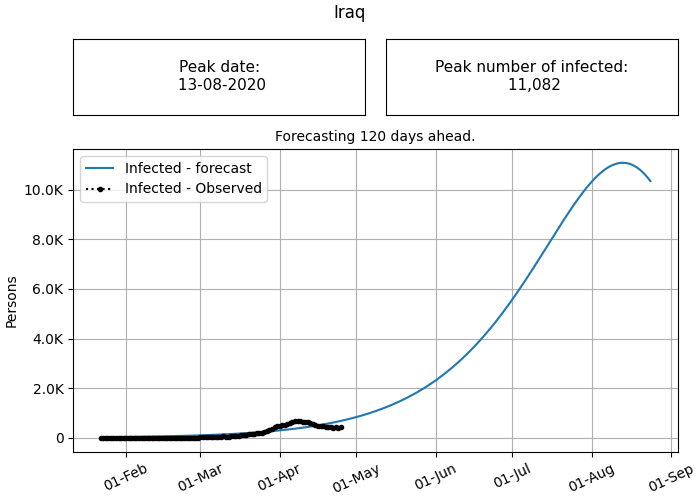 Iraq
Peak date:
13-08-2020
Peak number of infected:
11,082
Forecasting 120 days ahead.
Infected - forecast
Infected - Observed
10.0K
8.0K
6.0K
4.0K
2.0K
0
Persons
01-Feb
01-Mar
01-Apr
01-May
01-Jun
01-Jul
01-Aug
01-Sep